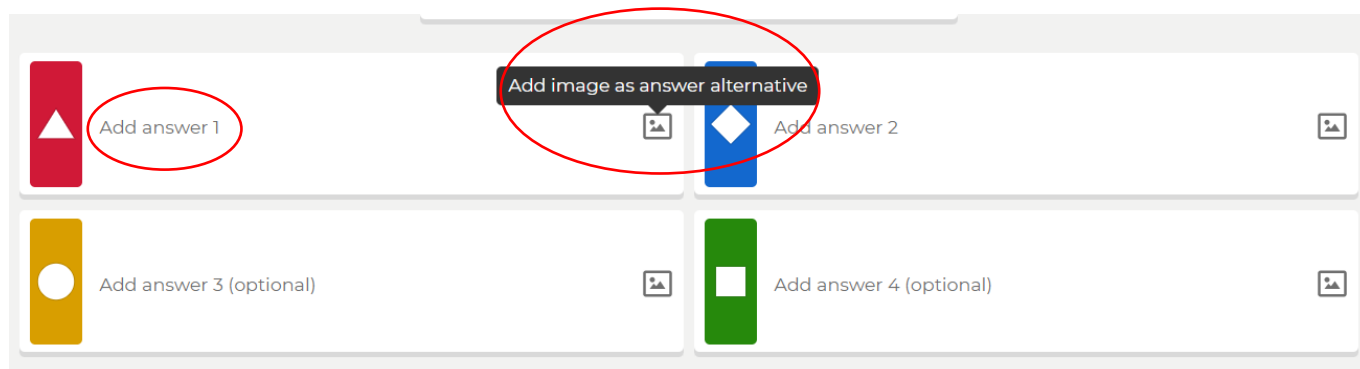 Add image as answer alternative
Add answer 1
Add answer 2
Add answer 3 (optional)
Add answer 4 (optional)